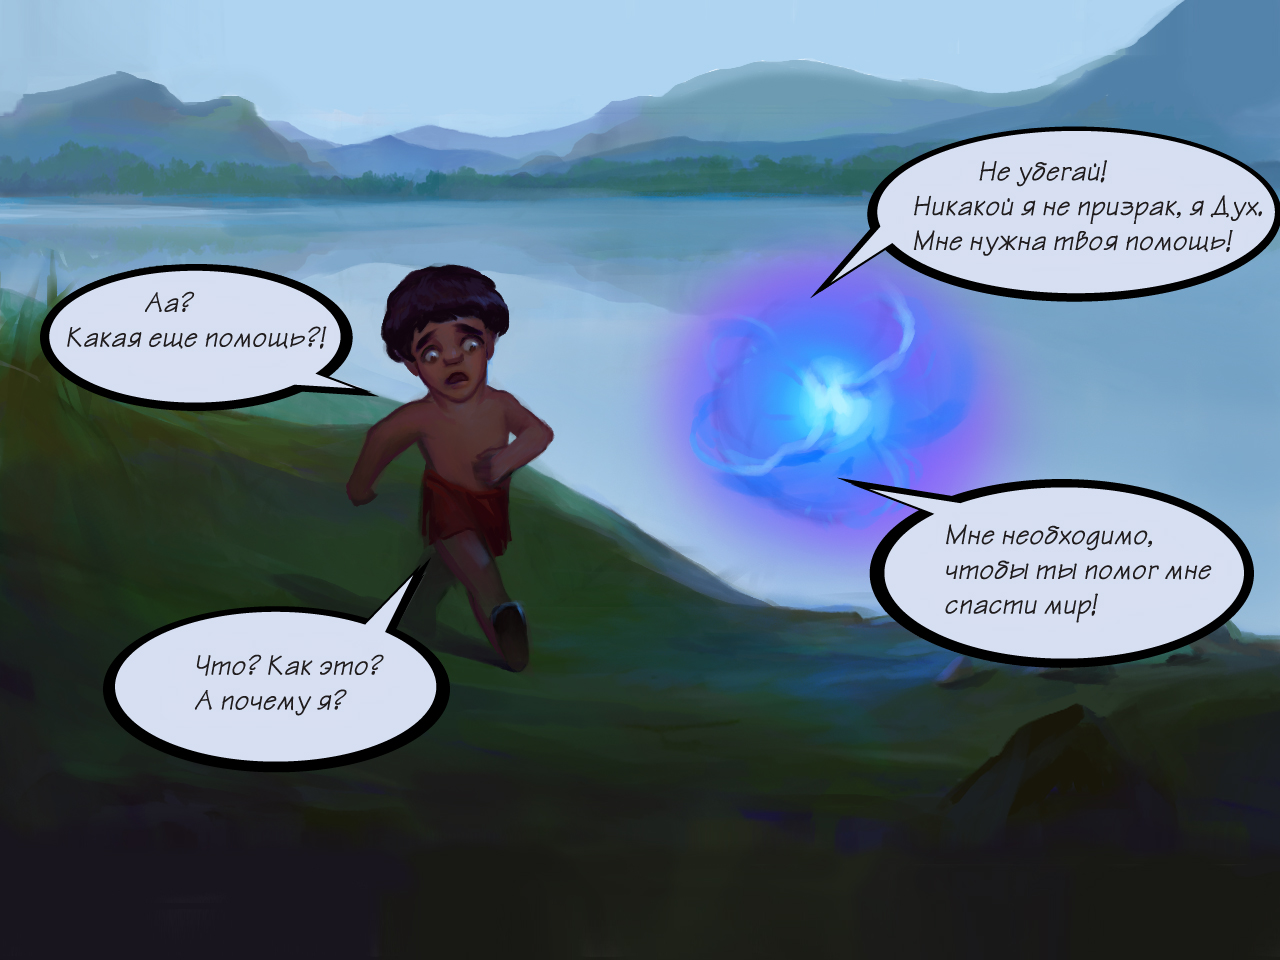 Не убегай!
Никакой я не призрак, я Дух.
Мне нужна твоя помощь!
Аа?
Какая еще помощь?!
Мне необходимо,
чтобы ты помог мне
спасти мир!
Что? Как это?
А почему я?